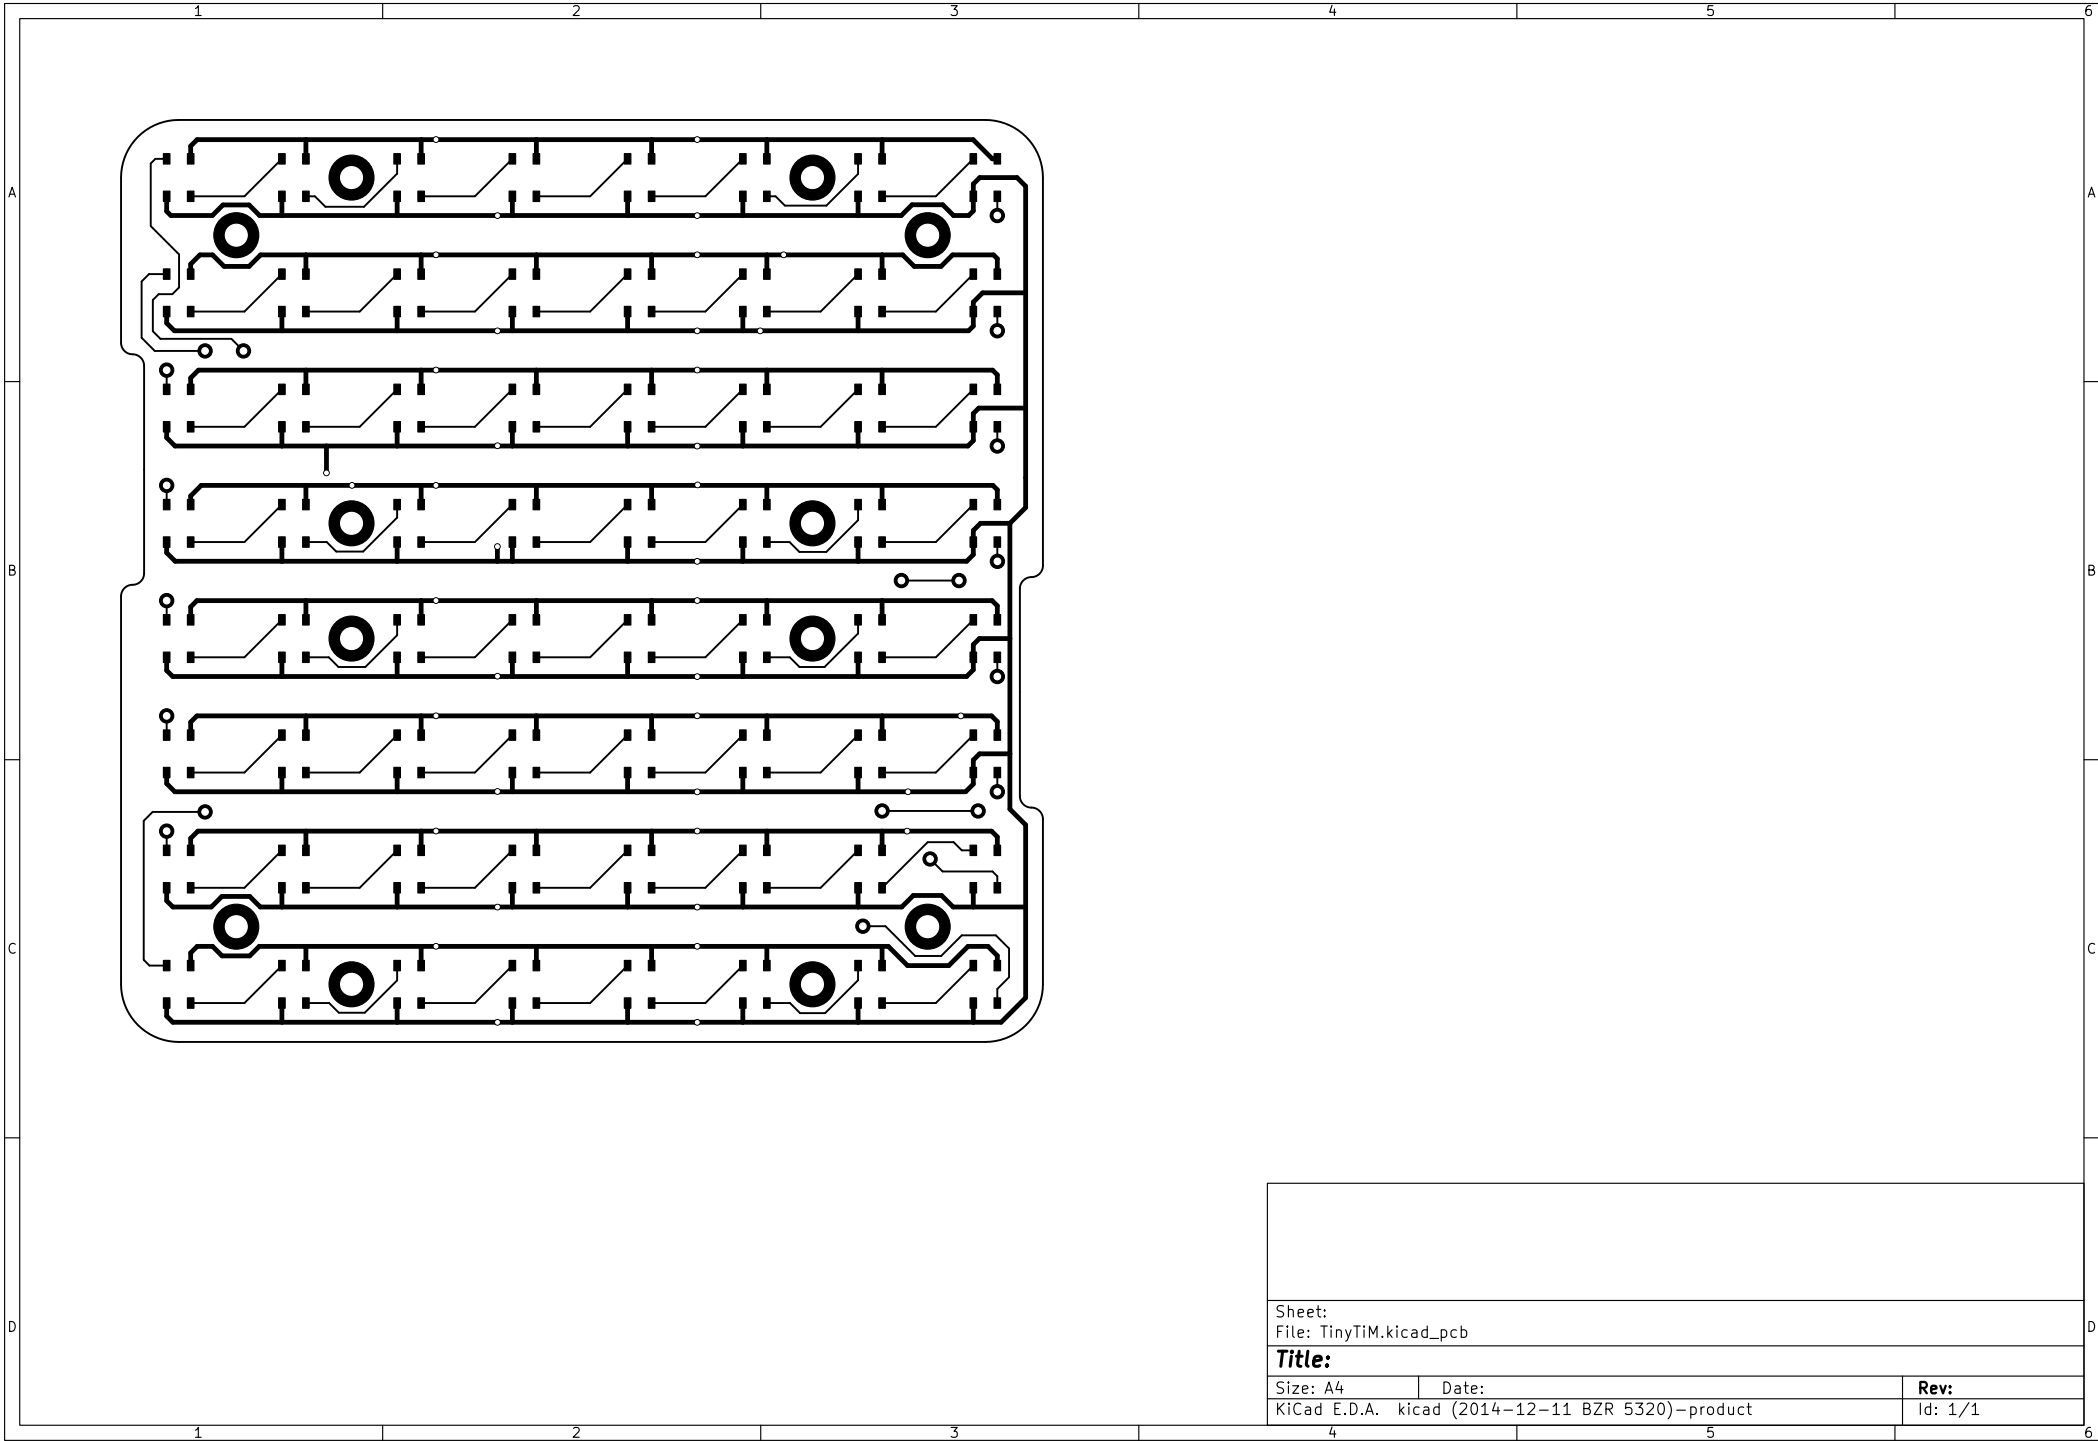 1 2 3 4 5 6
A A
B B
C C
D D
Sheet:
File: TinyTiM.kicad_pcb
Title:
Size: A4 Date: Rev:
KiCad E.D.A. kicad (2014-12-11 BZR 5320)-product Id: 1/1
1 2 3 4 5 6